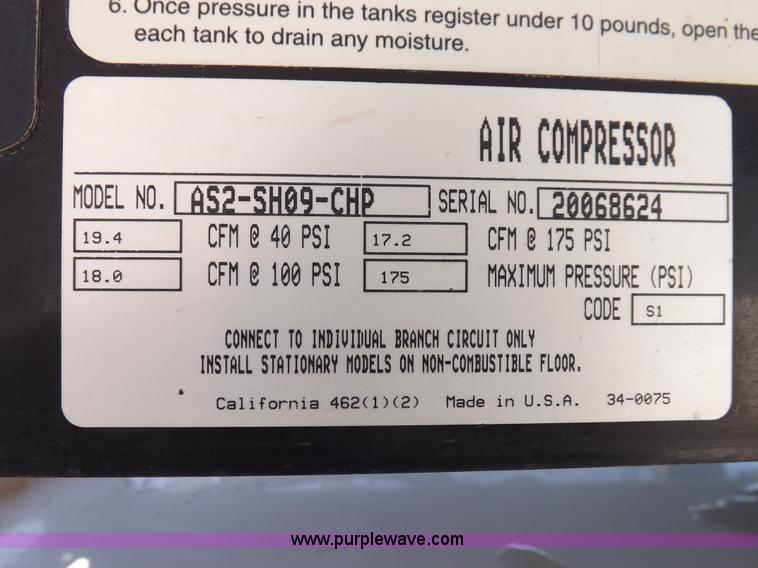 6. Once pressure in the tanks register under 10 pounds, open the
each tank to drain any moisture.
AIR COMPRESSOR
MODEL NO. AS2-SH09-CHP SERIAL NO. 20068624
19.4 CFM @ 40 PSI 17.2 CFM @ 175 PSI
18.0 CFM @ 100 PSI 175 MAXIMUM PRESSURE (PSI)
CODE S1
CONNECT TO INDIVIDUAL BRANCH CIRCUIT ONLY
INSTALL STATIONARY MODELS ON NON-COMBUSTIBLE FLOOR.
California 462(1)(2) Made in U.S.A. 34-0075
www.purplewave.com